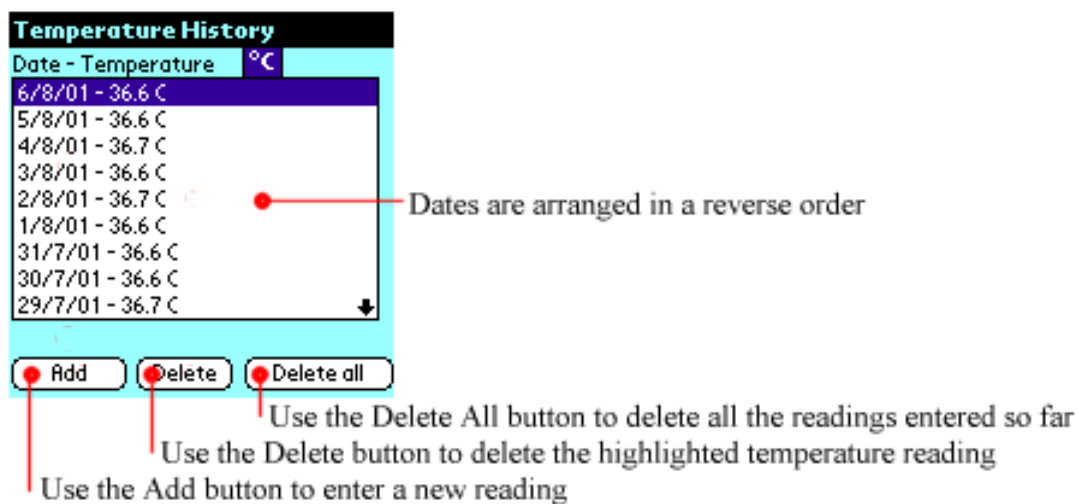 Temperature History
Date - Temperature °C
6/8/01 - 36.6 C
5/8/01 - 36.6 C
4/8/01 - 36.7 C
3/8/01 - 36.6 C
2/8/01 - 36.7 C
1/8/01 - 36.6 C
31/7/01 - 36.6 C
30/7/01 - 36.6 C
29/7/01 - 36.7 C
Dates are arranged in a reverse order
Add Delete Delete all
Use the Delete All button to delete all the readings entered so far
Use the Delete button to delete the highlighted temperature reading
Use the Add button to enter a new reading